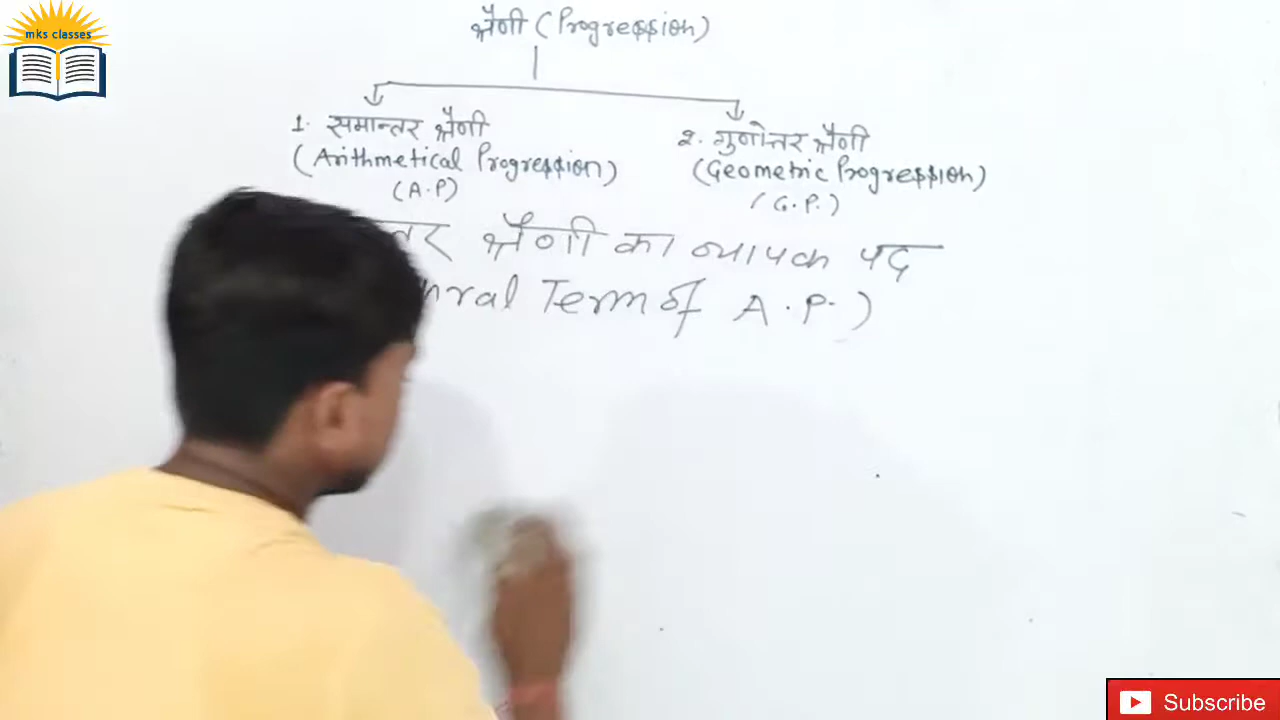 mks classes
श्रेणी (Progression)
1. समान्तर श्रेणी
(Arithmetical Progression)
(A.P)
2. गुणोत्तर श्रेणी
(Geometric Progression)
(G.P.)
श्रेणी का व्यापक पद
Term of A.P.)
Subscribe